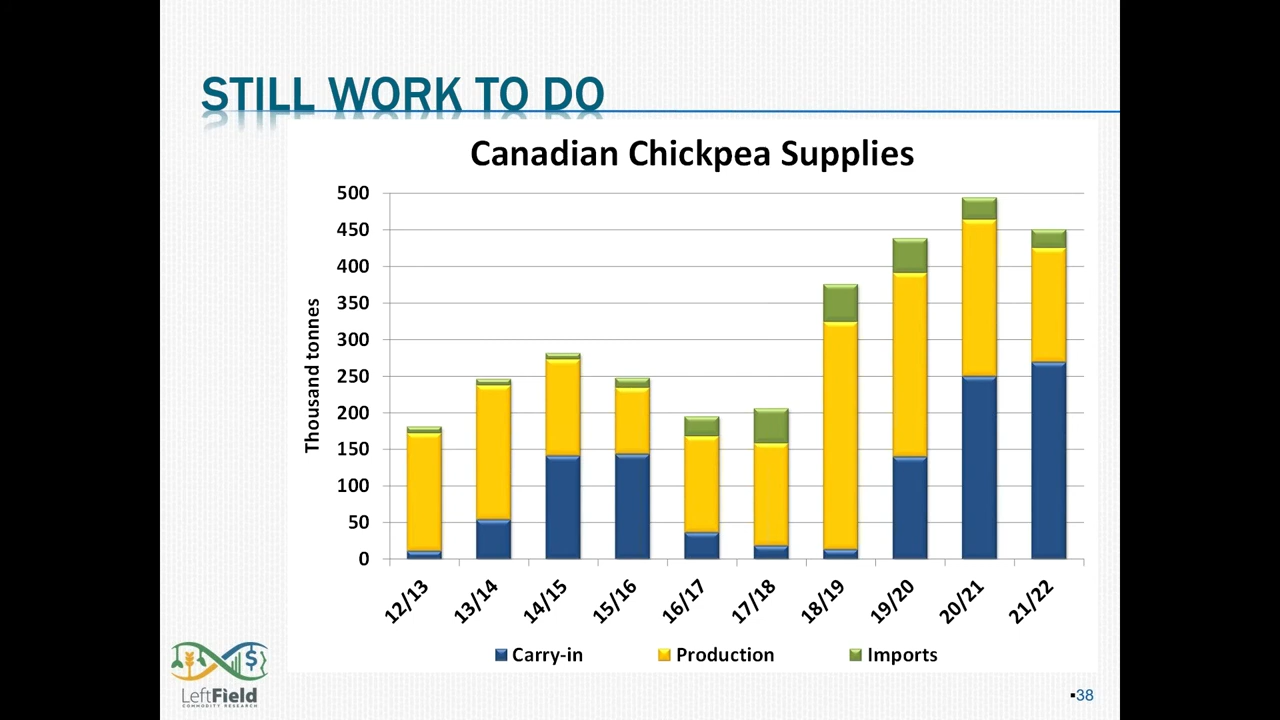 STILL WORK TO DO
Canadian Chickpea Supplies
Thousand tonnes
500
450
400
350
300
250
200
150
100
50
0
12/13
13/14
14/15
15/16
16/17
17/18
18/19
19/20
20/21
21/22
Carry-in
Production
Imports
LeftField
COMMODITY RESEARCH
▪38